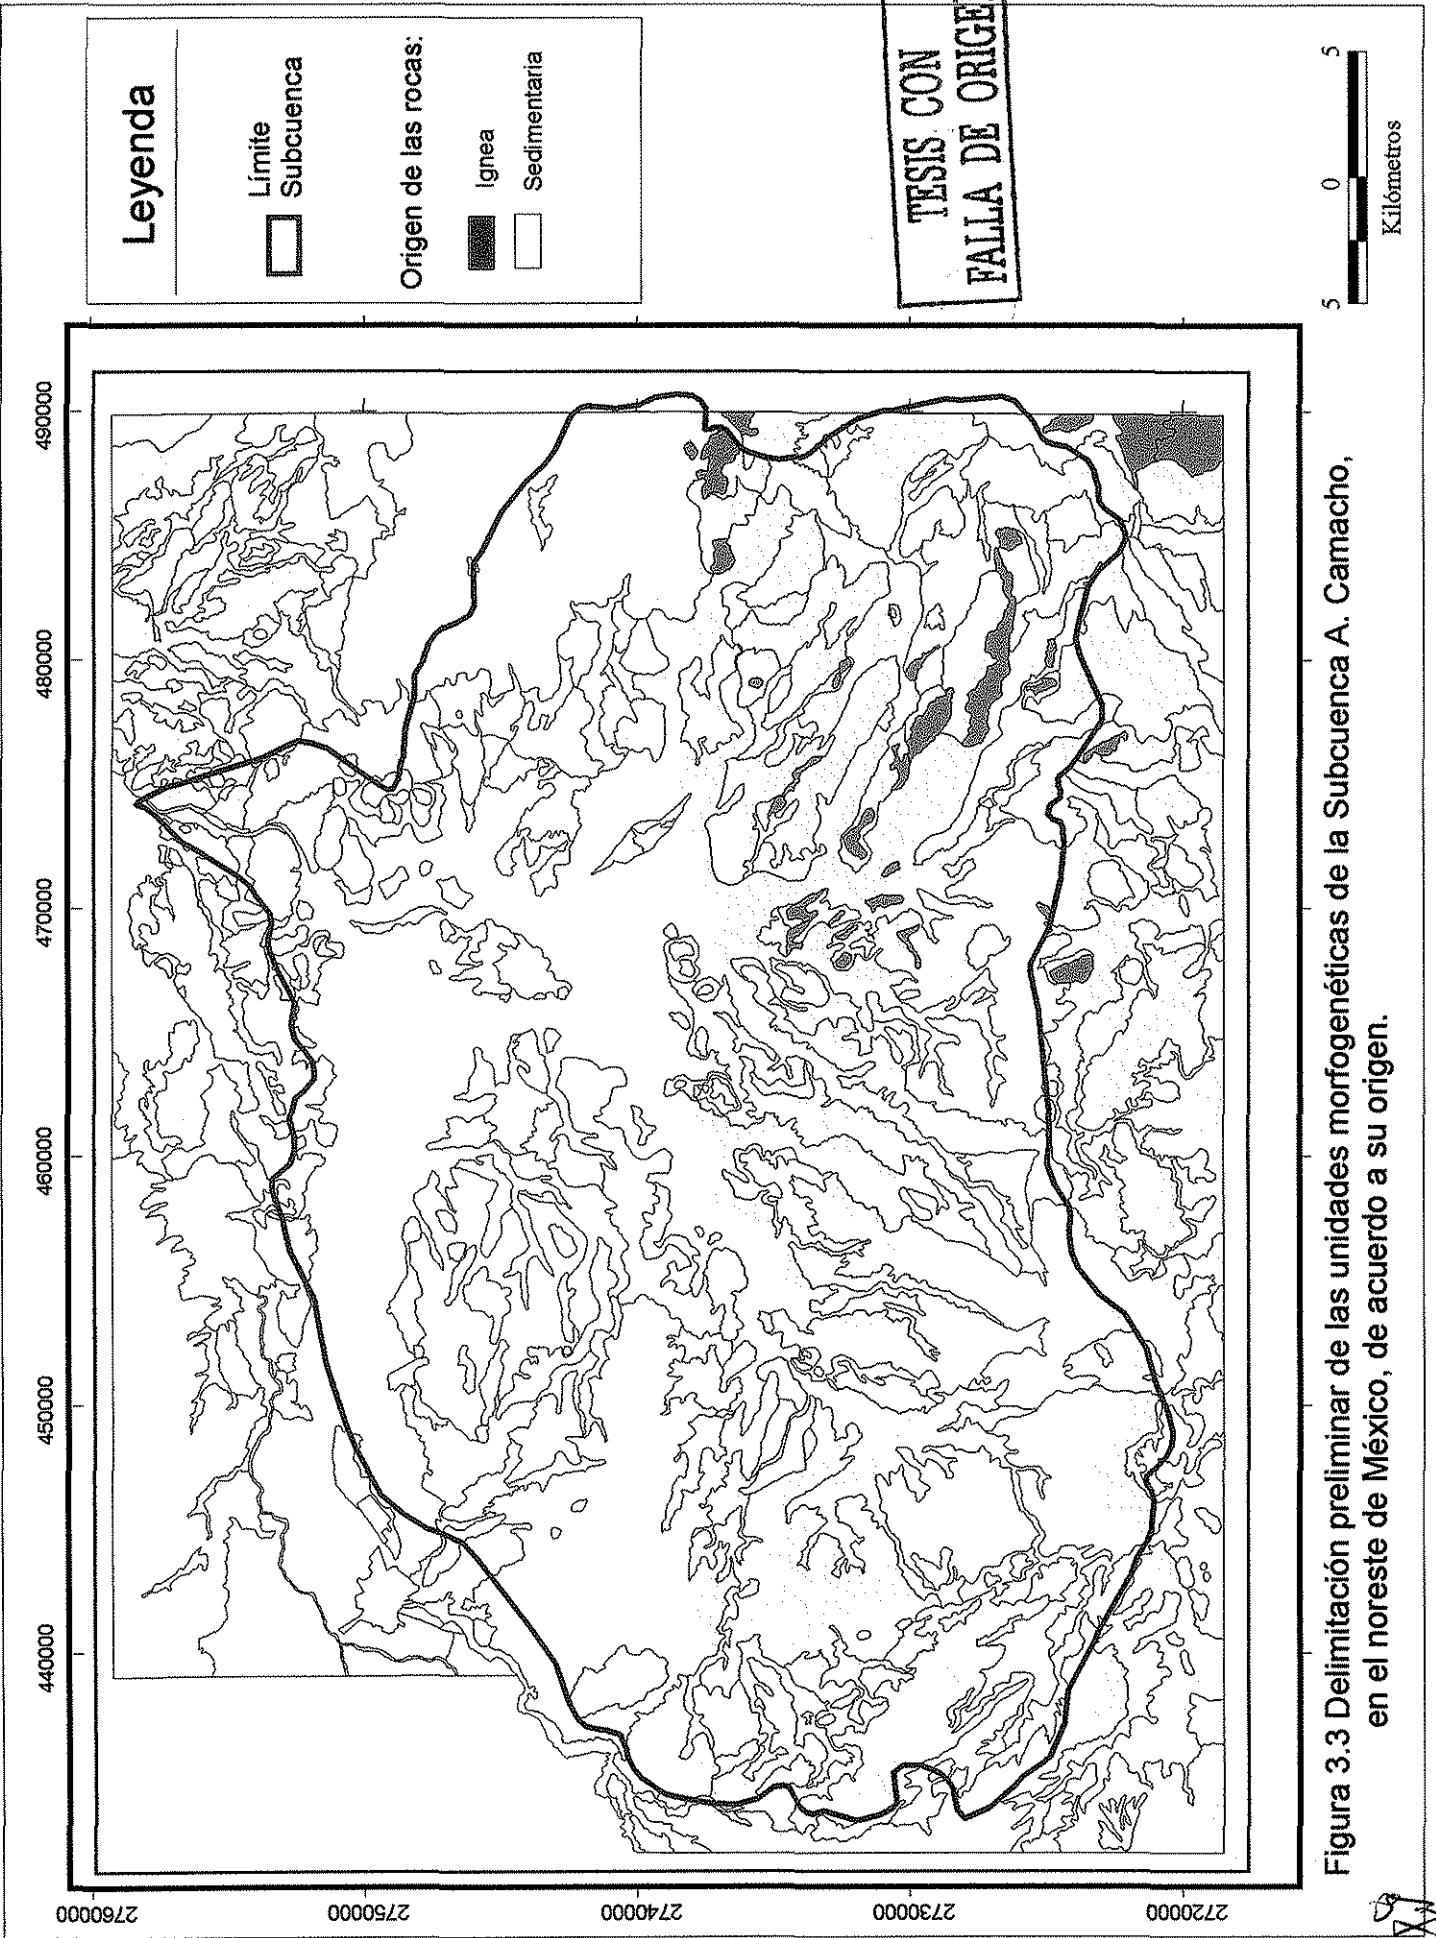 440000
450000
460000
470000
480000
490000
2760000
2750000
2740000
2730000
2720000
Leyenda
Límite
Subcuenca
Origen de las rocas:
Ignea
Sedimentaria
TESIS CON
FALLA DE ORIGE
5 0 5
Kilómetros
Figura 3.3 Delimitación preliminar de las unidades morfogenéticas de la Subcuenca A. Camacho,
en el noreste de México, de acuerdo a su origen.